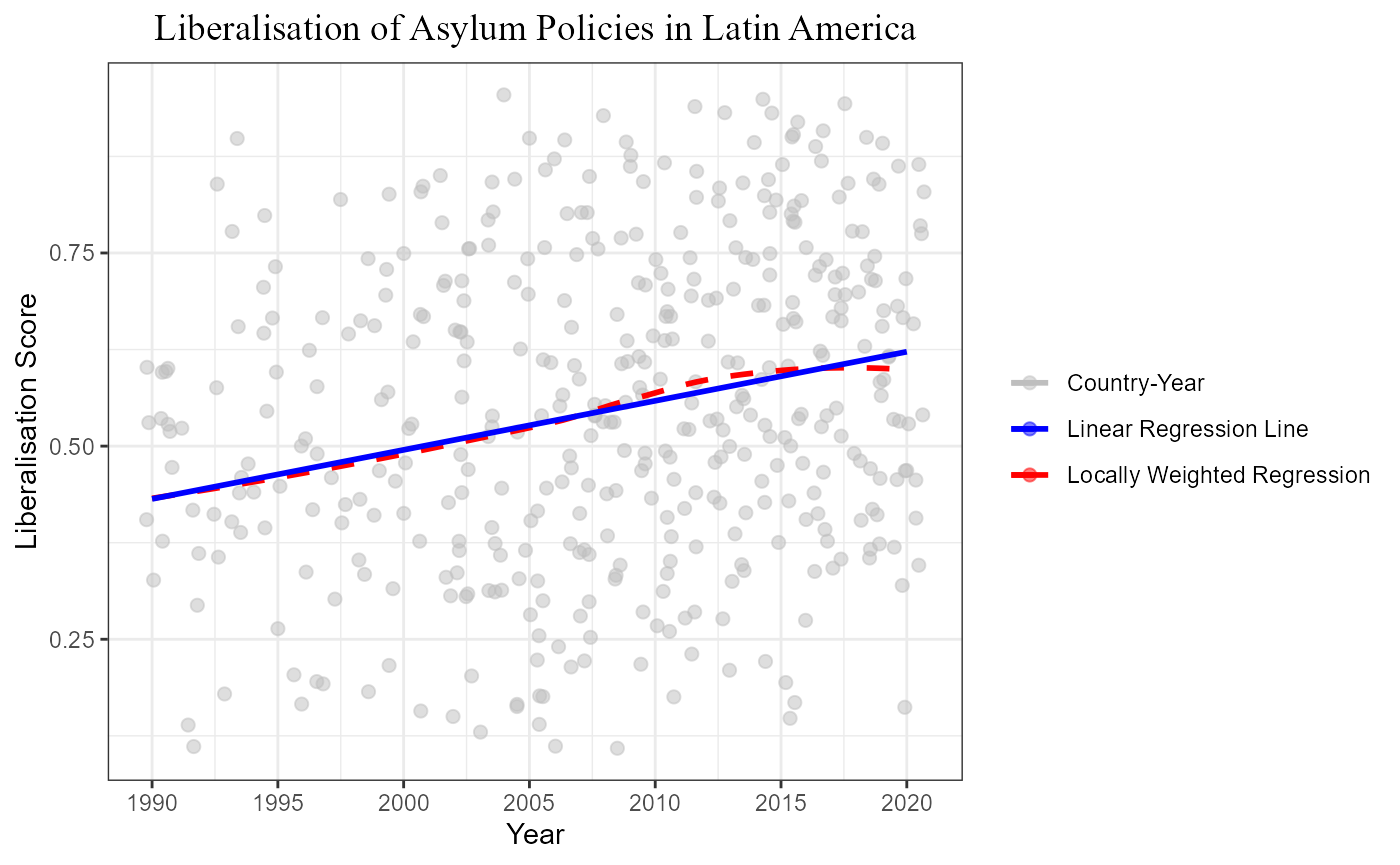 Liberalisation of Asylum Policies in Latin America
Liberalisation Score
0.75
0.50
0.25
1990 1995 2000 2005 2010 2015 2020
Year
Country-Year
Linear Regression Line
Locally Weighted Regression